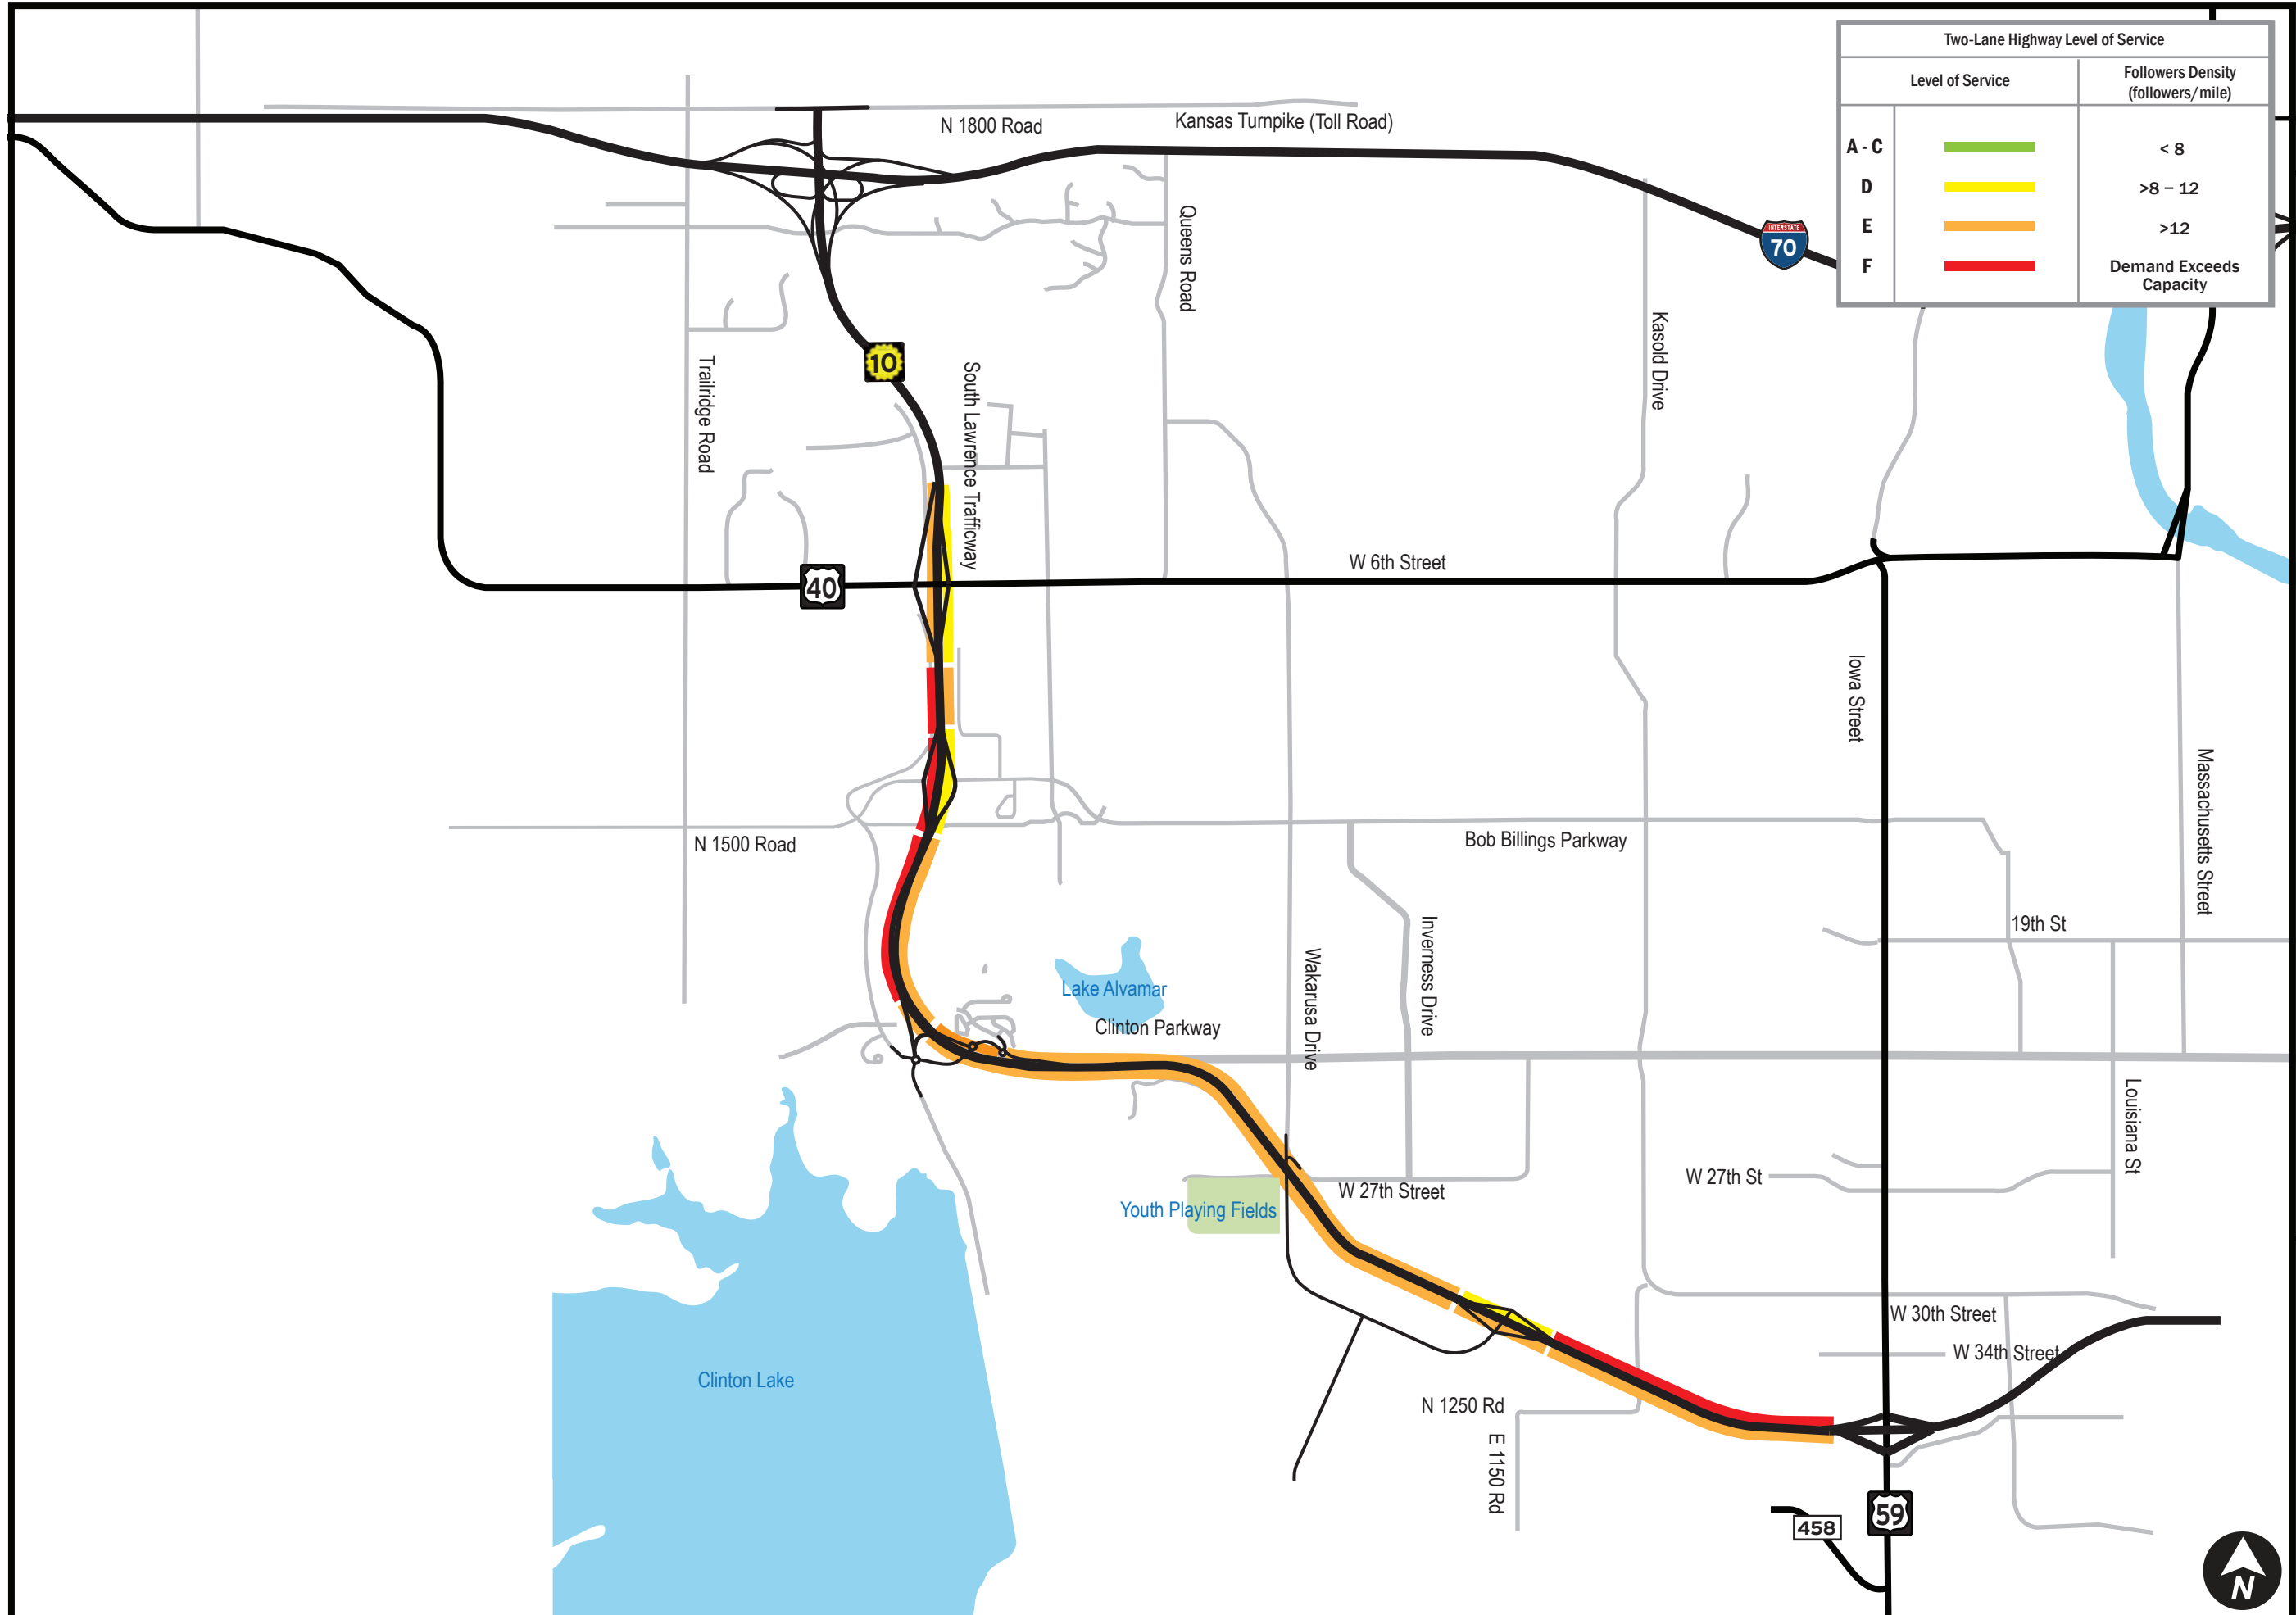 Two-Lane Highway Level of Service
Level of Service
Followers Density
(followers/mile)
A - C
< 8
D
>8 – 12
E
>12
F
Demand Exceeds
Capacity
N 1800 Road
Kansas Turnpike (Toll Road)
INTERSTATE
70
Queens Road
Kasold Drive
10
South Lawrence Trafficway
Trailridge Road
W 6th Street
40
Iowa Street
Massachusetts Street
N 1500 Road
Bob Billings Parkway
19th St
Inverness Drive
Wakarusa Drive
Lake Alvamar
Clinton Parkway
Louisiana St
W 27th St
W 27th Street
Youth Playing Fields
W 30th Street
W 34th Street
Clinton Lake
N 1250 Rd
E 1150 Rd
59
458
N